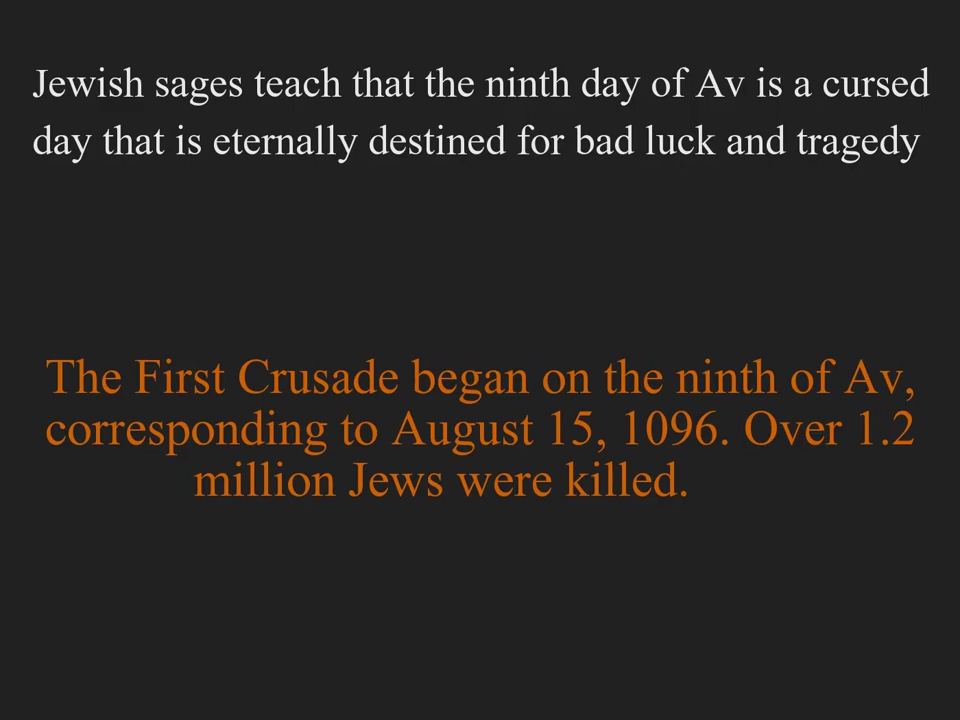 Jewish sages teach that the ninth day of Av is a cursed
day that is eternally destined for bad luck and tragedy
The First Crusade began on the ninth of Av,
corresponding to August 15, 1096. Over 1.2
million Jews were killed.